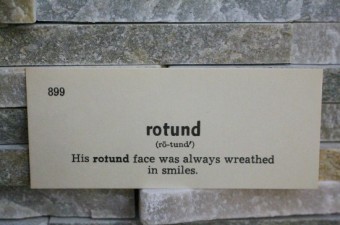 899
rotund
(rō-tund′)
His rotund face was always wreathed
in smiles.